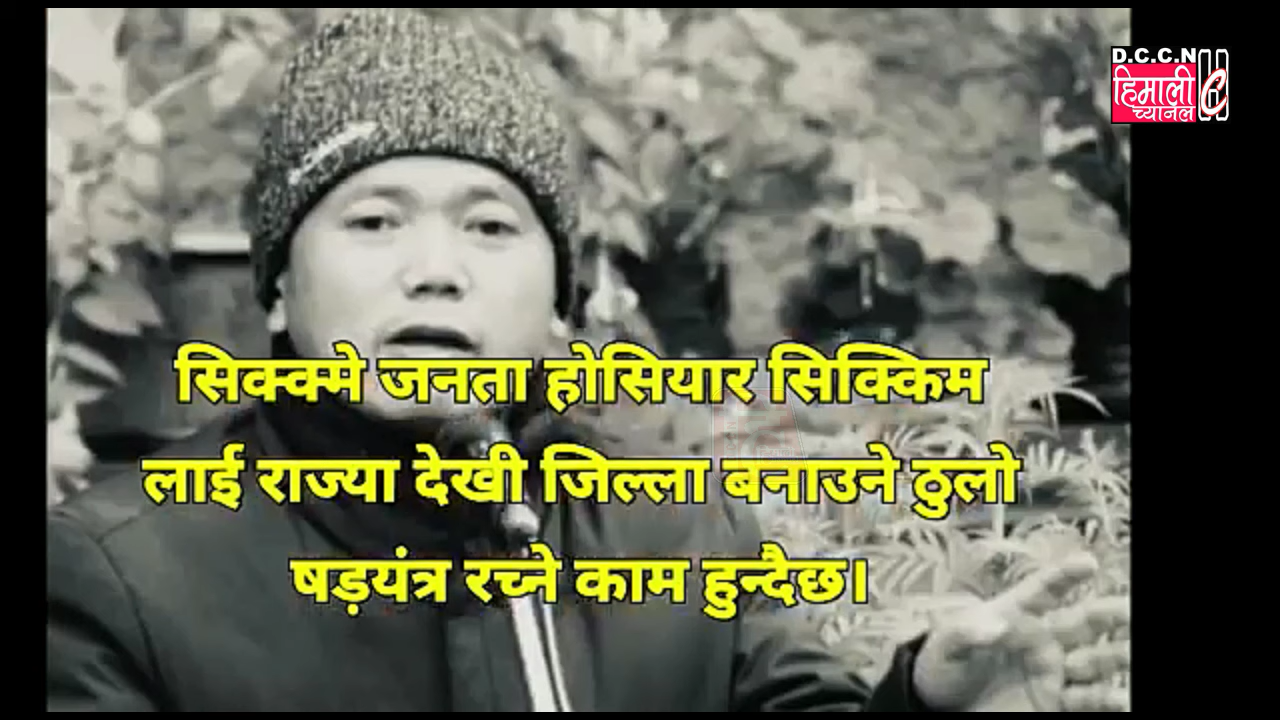 D.C.C.N
हिमाली
च्यानल
सिक्क्मे जनता होसियार सिक्किम
लाई राज्या देखी जिल्ला बनाउने ठुलो
षड़यंत्र रच्ने काम हुन्दैछ।